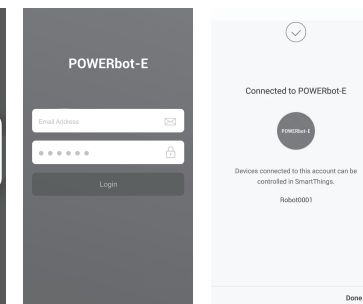 POWERbot-E
Email Address
Login
Connected to POWERbot-E
POWERbot-E
Devices connected to this account can be
controlled in SmartThings.
Robot0001
Done